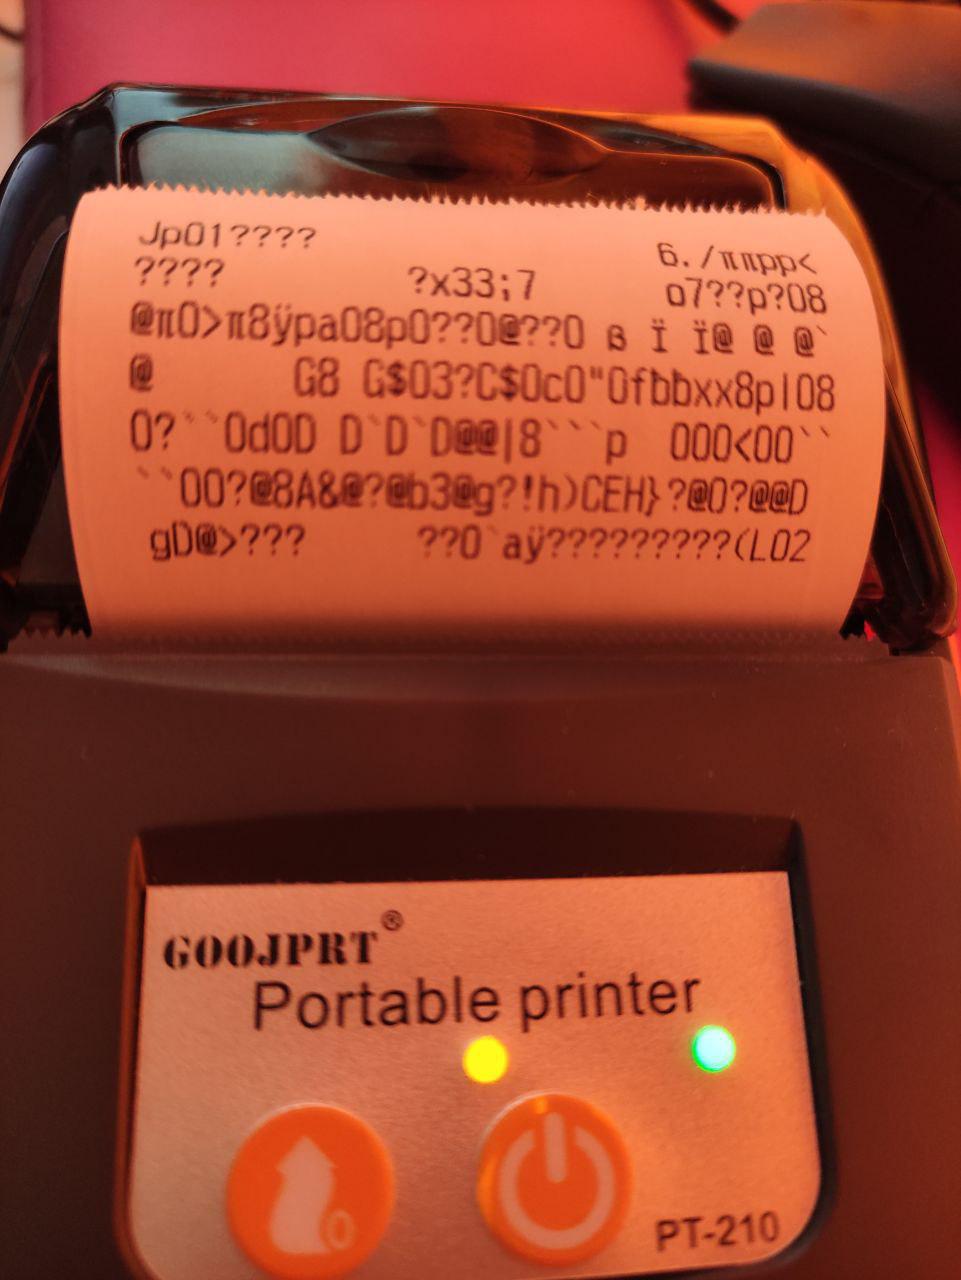 Jp01????
6./ππpp<
???? ?x33;7 o7??p?08
@π0>π8ÿpa08p0??0@??0 ß Ï Ï@ @ @`
@ G8 G$03?C$0c0"0fbbxx8p|08
0?``0d0D D`D`D@@|8```p 000<00``
``00?@8A&@?@b3@g?!h)CEH}?@0?@@D
gD@>??? ??0`aÿ?????????(L02
GOOJPRT®
Portable printer
PT-210